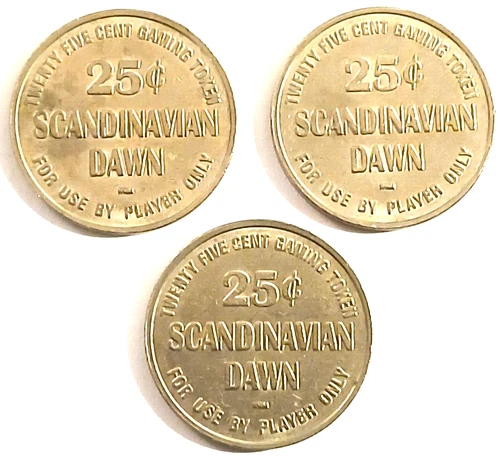 TWENTY FIVE CENT GAMING TOKEN
25¢
SCANDINAVIAN
DAWN
FOR USE BY PLAYER ONLY
TWENTY FIVE CENT GAMING TOKEN
25¢
SCANDINAVIAN
DAWN
FOR USE BY PLAYER ONLY
TWENTY FIVE CENT GAMING TOKEN
25¢
SCANDINAVIAN
DAWN
FOR USE BY PLAYER ONLY